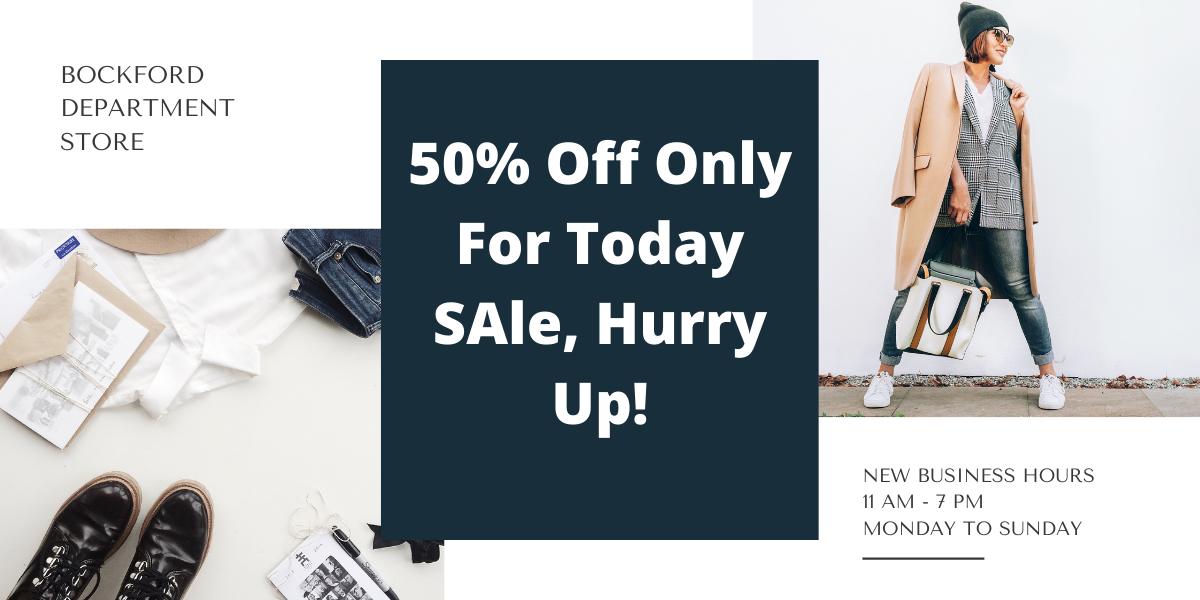 BOCKFORD
DEPARTMENT
STORE
50% Off Only
For Today
SAle, Hurry
Up!
NEW BUSINESS HOURS
11 AM - 7 PM
MONDAY TO SUNDAY